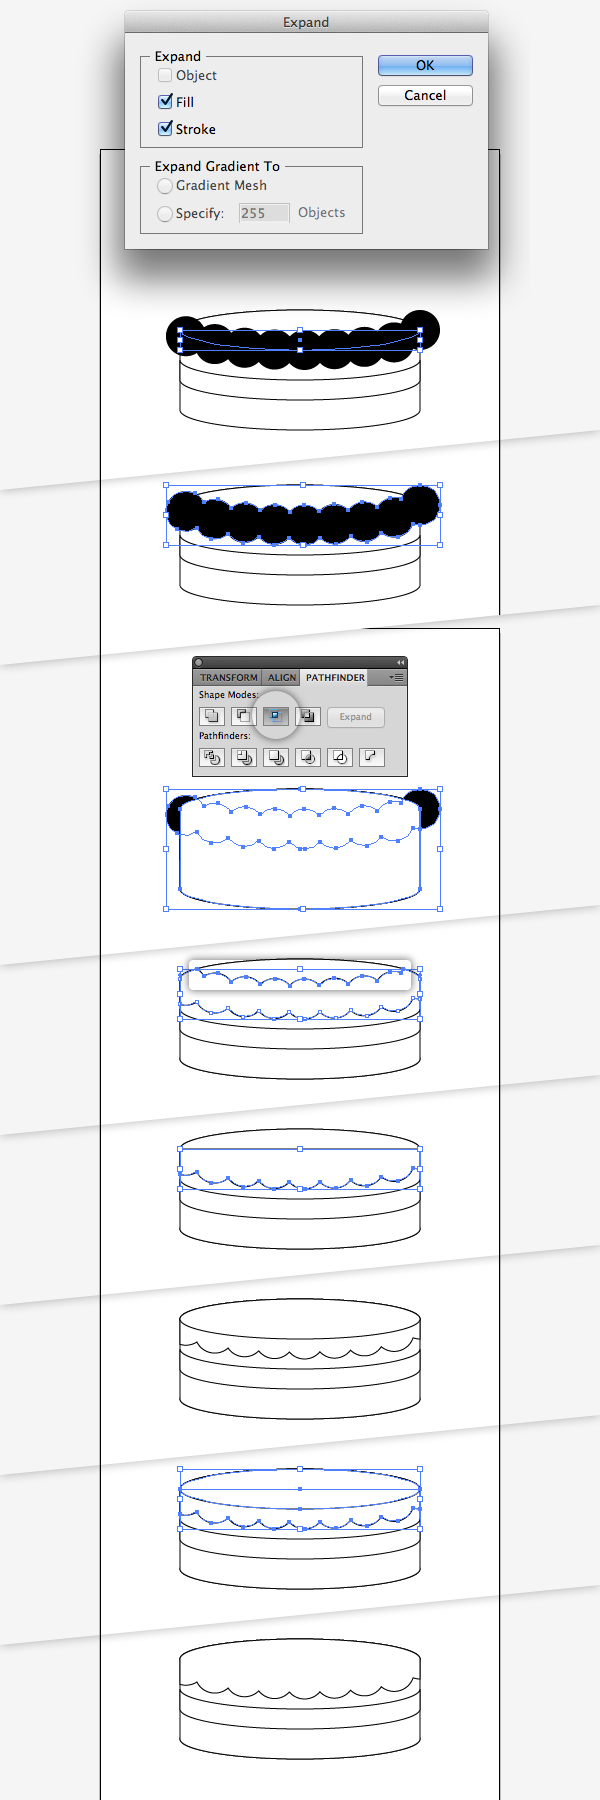 Expand
Expand
Object
Fill
Stroke
OK
Cancel
Expand Gradient To
Gradient Mesh
Specify: 255 Objects
TRANSFORM ALIGN PATHFINDER
Shape Modes:
Expand
Pathfinders: